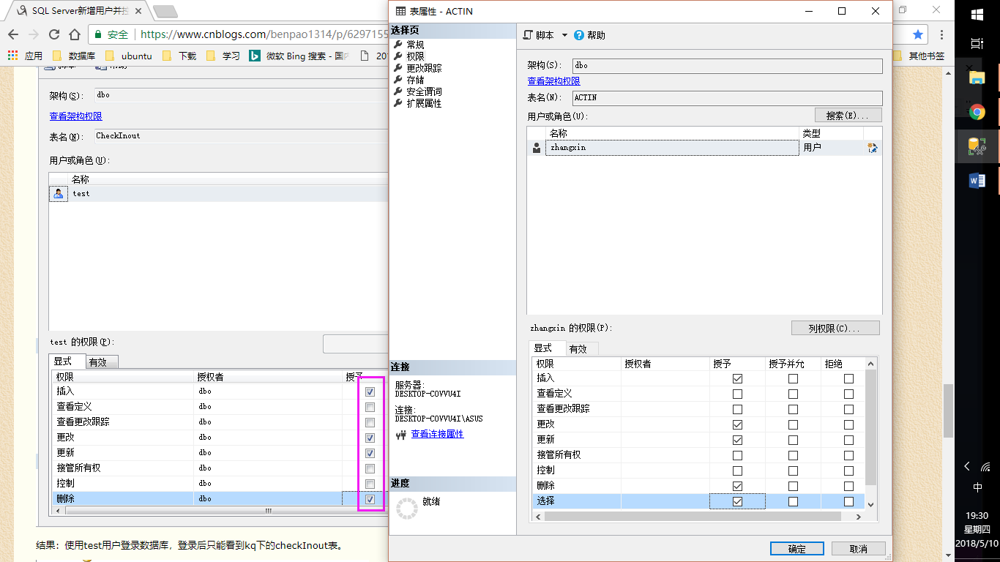 SQL Server新增用户并授
安全
https://www.cnblogs.com/benpao1314/p/6297155
应用
数据库
ubuntu
下载
学习
微软 Bing 搜索 - 国
20
其他书签
架构(S):
dbo
查看架构权限
表名(N):
CheckInout
用户或角色(U):
名称
test
test 的权限(P):
显式
有效
权限
授权者
授予
插入 dbo
查看定义 dbo
查看更改跟踪 dbo
更改 dbo
更新 dbo
接管所有权 dbo
控制 dbo
删除 dbo
结果：使用test用户登录数据库，登录后只能看到kq下的checkInout表。
表属性 - ACTIN
选择页
常规
权限
更改跟踪
存储
安全谓词
扩展属性
连接
服务器:
DESKTOP-COVVU4I
连接:
DESKTOP-COVVU4I\ASUS
查看连接属性
进度
就绪
脚本
帮助
架构(S):
dbo
查看架构权限
表名(N):
ACTIN
用户或角色(U):
搜索(E)...
名称
类型
zhangxin
用户
zhangxin 的权限(P):
列权限(C)...
显式
有效
权限
授权者
授予
授予并允
拒绝
插入
查看定义
查看更改跟踪
更改
更新
接管所有权
控制
删除
选择
确定
取消
中
19:30
星期四
2018/5/10